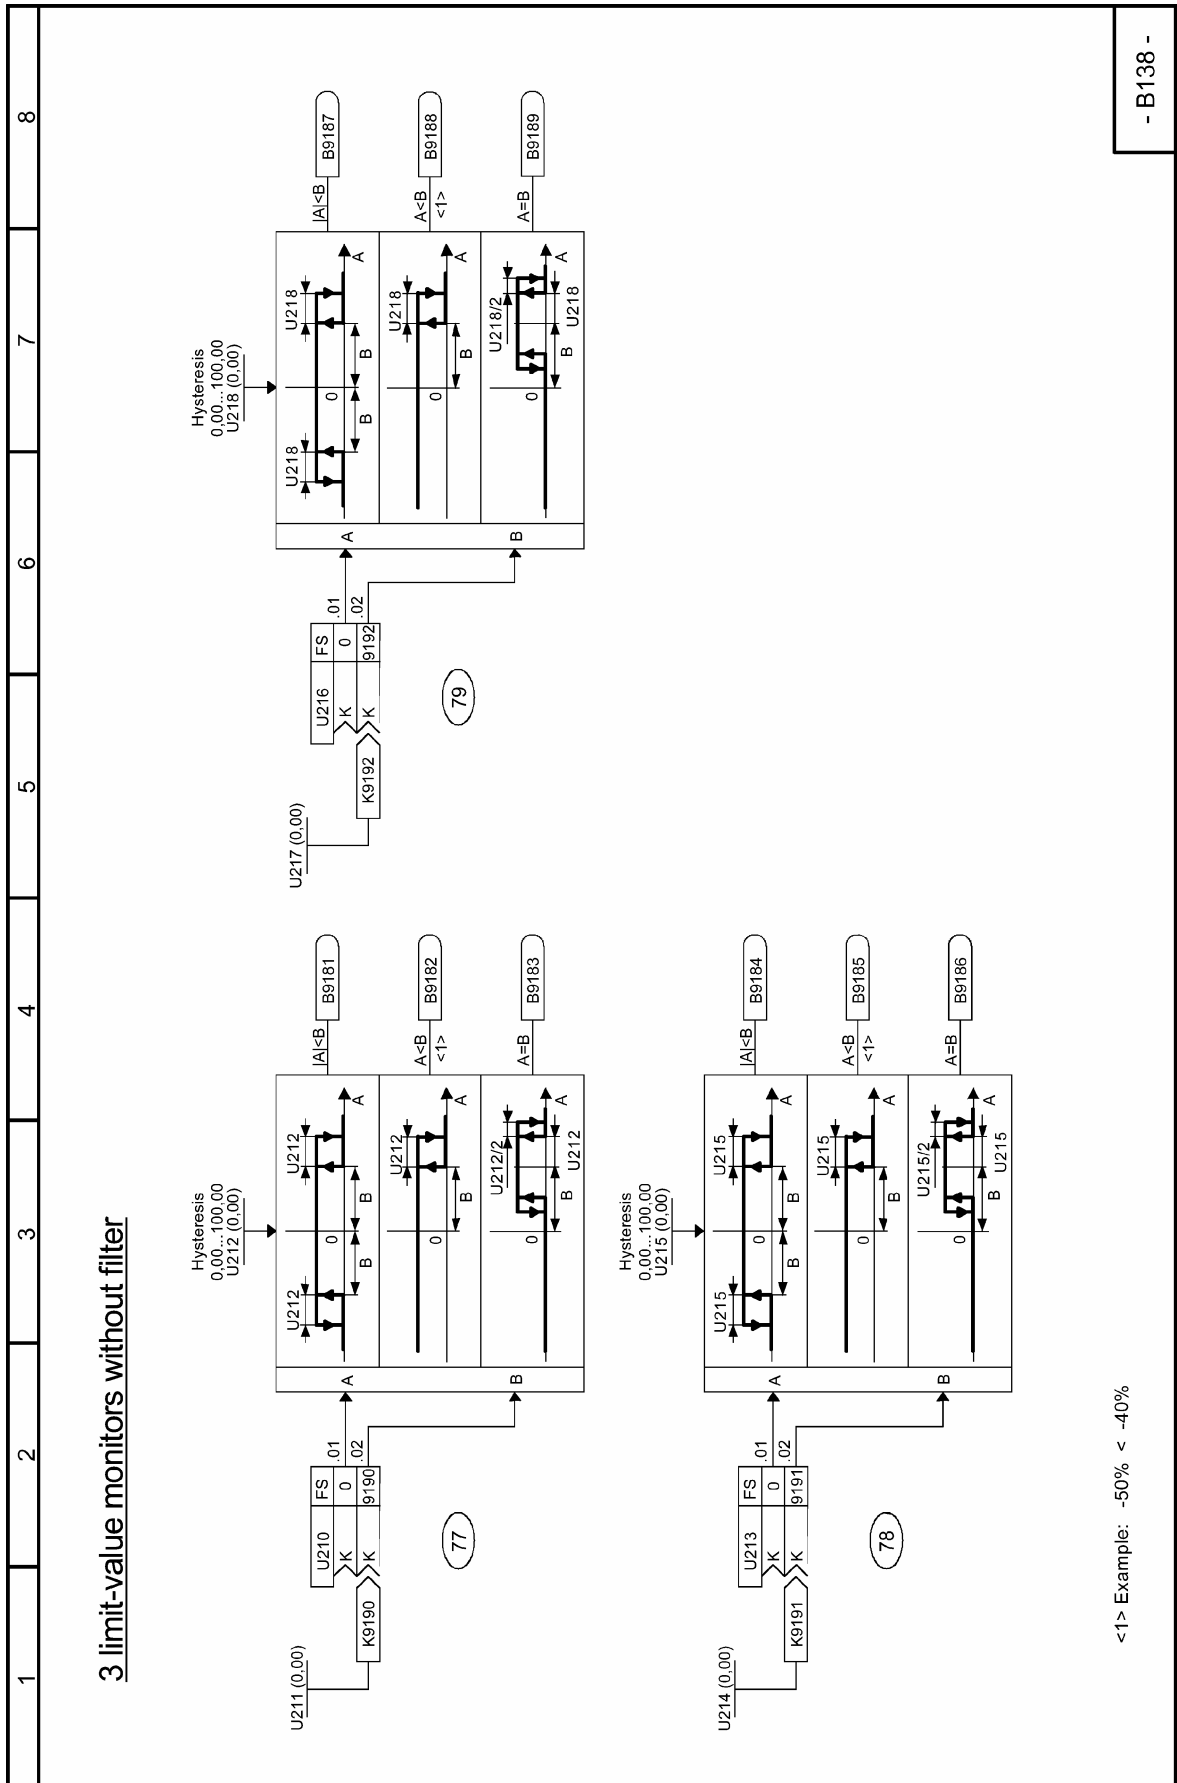 1
2
3
4
5
6
7
8
3 limit-value monitors without filter
U211 (0,00)
K9190
U210
FS
K
0
.01
K
9190
.02
77
A
B
Hysteresis
0,00...100,00
U212 (0,00)
U212
U212
0
B
B
A
|A|<B
B9181
U212
0
B
A
A<B
<1>
B9182
U212/2
0
B
U212
A
A=B
B9183
U214 (0,00)
K9191
U213
FS
K
0
.01
K
9191
.02
78
A
B
Hysteresis
0,00...100,00
U215 (0,00)
U215
U215
0
B
B
A
|A|<B
B9184
U215
0
B
A
A<B
<1>
B9185
U215/2
0
B
U215
A
A=B
B9186
U217 (0,00)
K9192
U216
FS
K
0
.01
K
9192
.02
79
A
B
Hysteresis
0,00...100,00
U218 (0,00)
U218
U218
0
B
B
A
|A|<B
B9187
U218
0
B
A
A<B
<1>
B9188
U218/2
0
B
U218
A
A=B
B9189
<1> Example: -50% < -40%
- B138 -